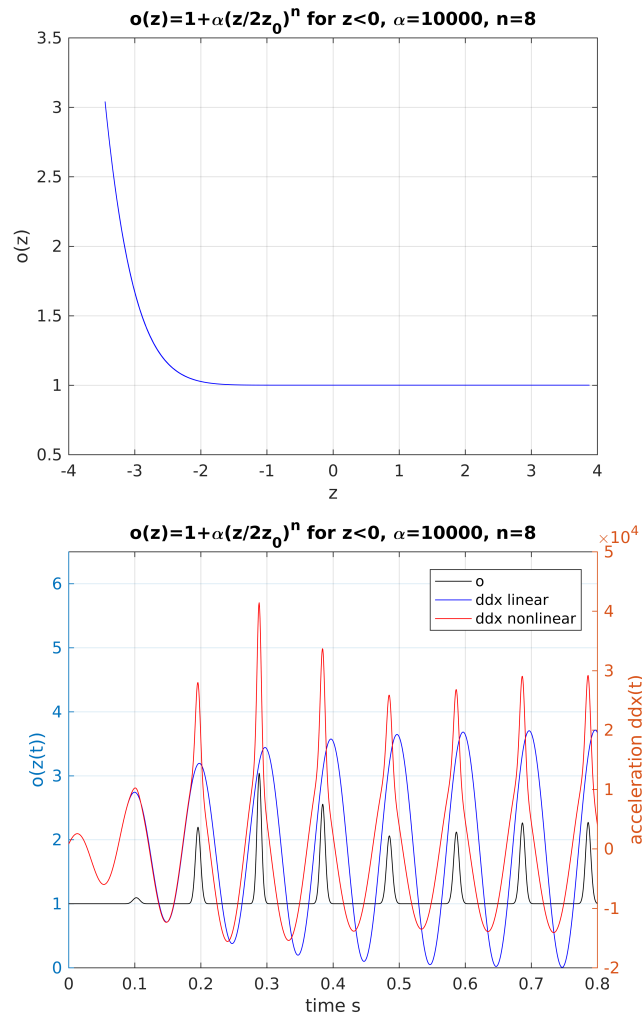 o(z)=1+α(z/2z₀)ⁿ for z<0, α=10000, n=8
3.5
3
2.5
2
1.5
1
0.5
o(z)
-4 -3 -2 -1 0 1 2 3 4
z
o(z)=1+α(z/2z₀)ⁿ for z<0, α=10000, n=8
×10⁴
6
5
4
3
2
1
0
o(z(t))
o
ddx linear
ddx nonlinear
5
4
3
2
1
0
-1
-2
acceleration ddx(t)
0 0.1 0.2 0.3 0.4 0.5 0.6 0.7 0.8
time s